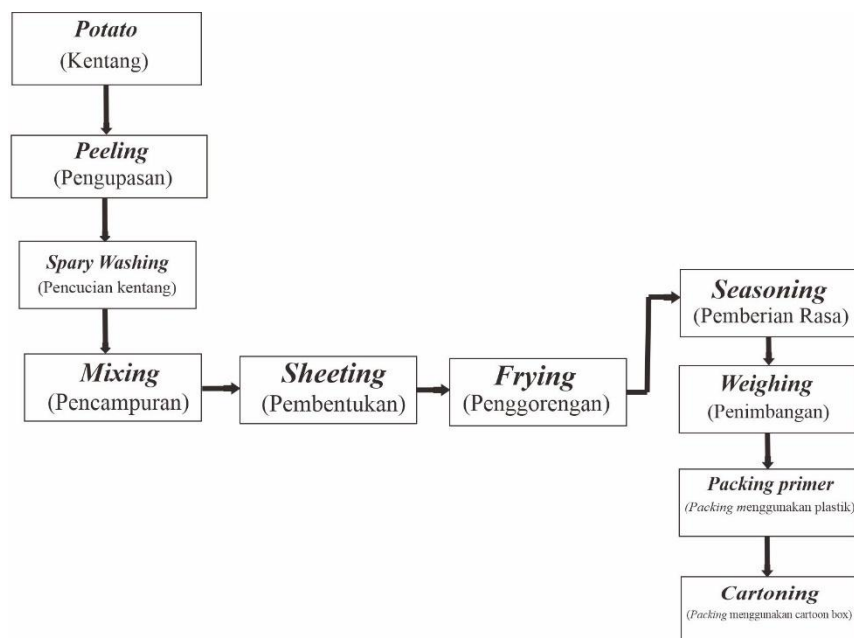 Potato
(Kentang)
Peeling
(Pengupasan)
Spary Washing
(Pencucian kentang)
Mixing
(Pencampuran)
Sheeting
(Pembentukan)
Frying
(Penggorengan)
Seasoning
(Pemberian Rasa)
Weighing
(Penimbangan)
Packing primer
(Packing menggunakan plastik)
Cartoning
(Packing menggunakan cartoon box)